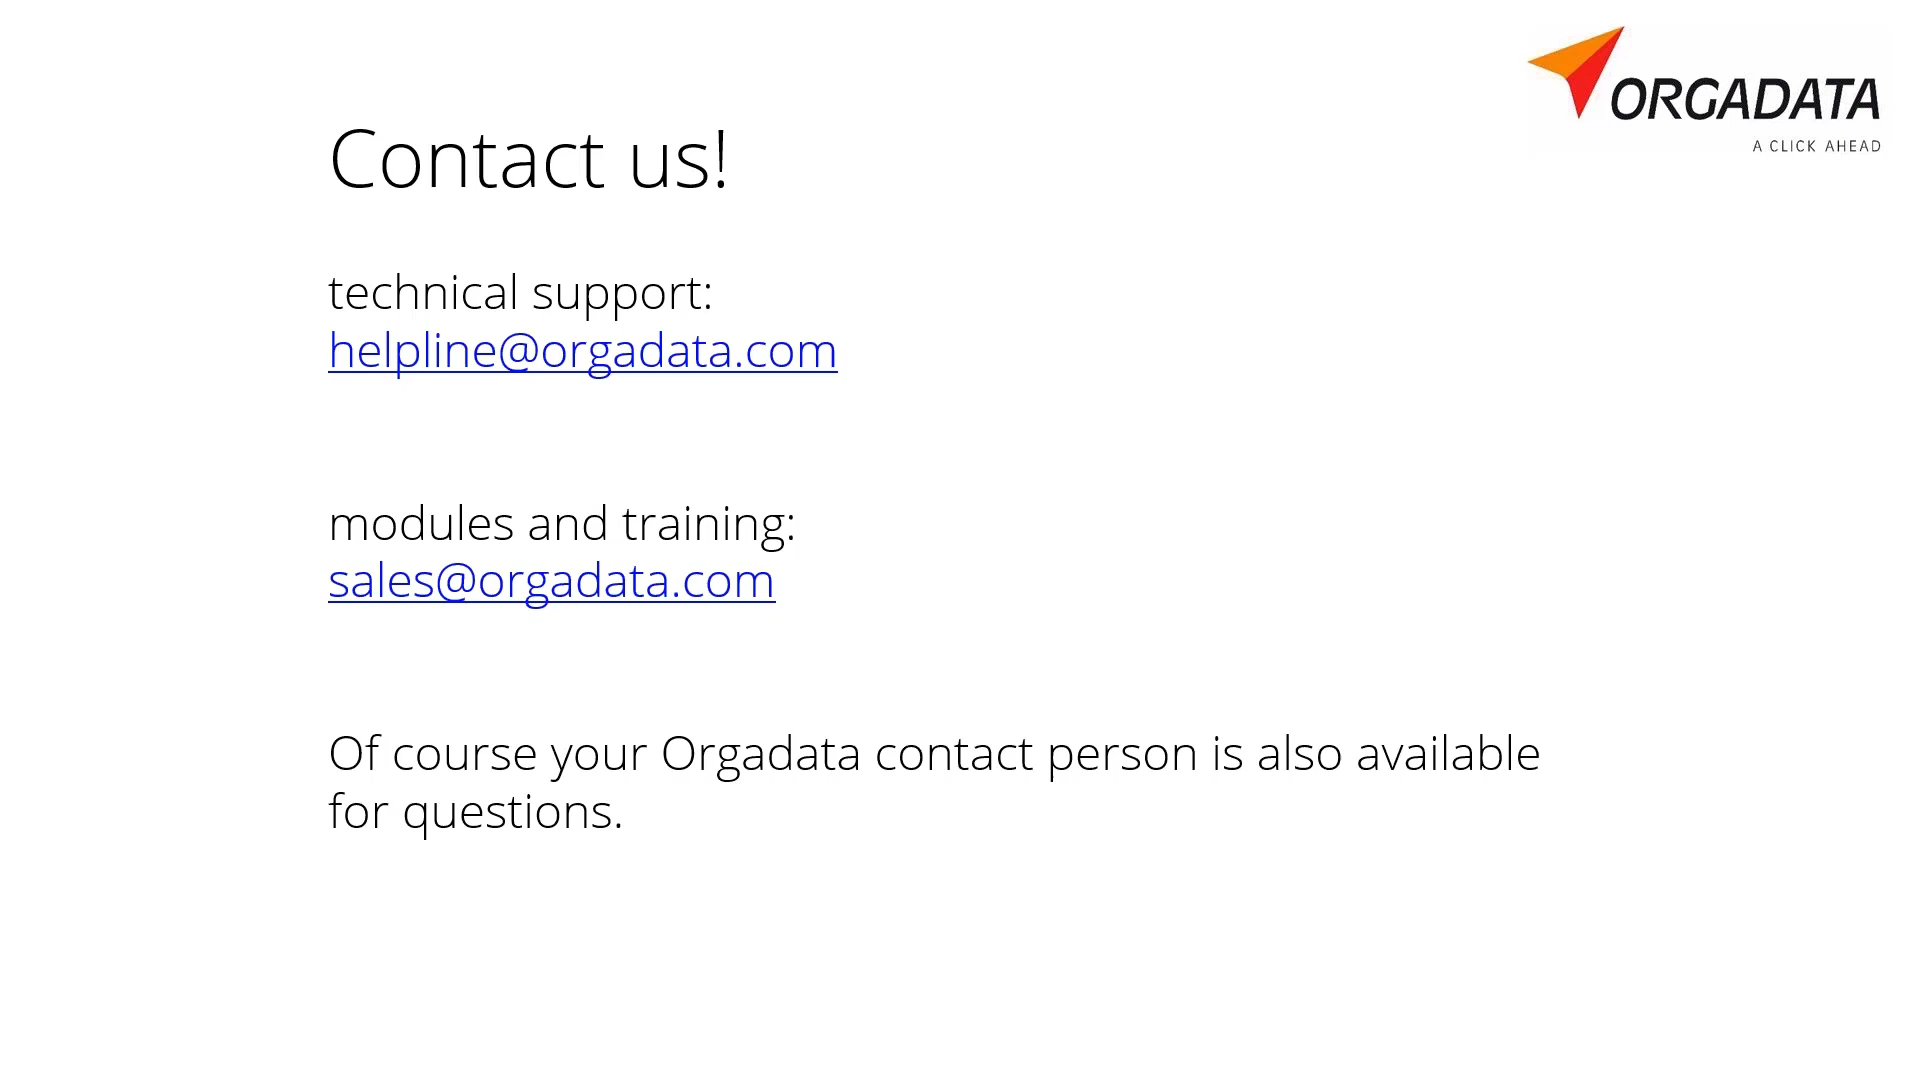 ORGADATA
A CLICK AHEAD
Contact us!
technical support:
helpline@orgadata.com
modules and training:
sales@orgadata.com
Of course your Orgadata contact person is also available
for questions.